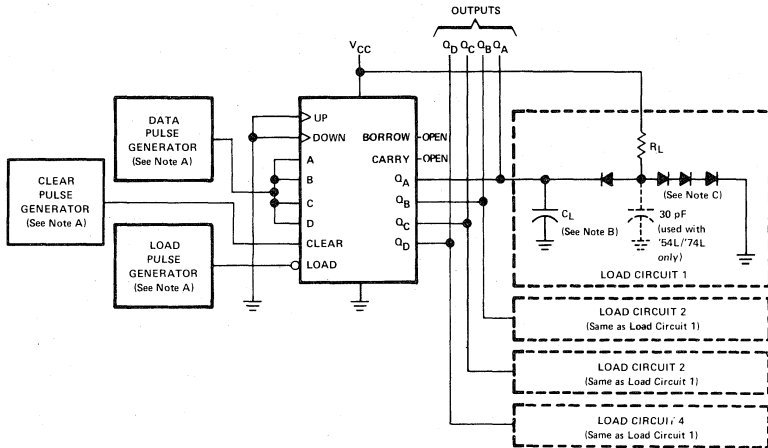 OUTPUTS
VCC
QD QC QB QA
DATA
PULSE
GENERATOR
(See Note A)
CLEAR
PULSE
GENERATOR
(See Note A)
LOAD
PULSE
GENERATOR
(See Note A)
UP
DOWN
A
B
C
D
CLEAR
LOAD
BORROW
OPEN
CARRY
OPEN
QA
QB
QC
QD
RL
(See Note C)
CL
(See Note B)
30 pF
(used with
'54L/'74L
only)
LOAD CIRCUIT 1
LOAD CIRCUIT 2
(Same as Load Circuit 1)
LOAD CIRCUIT 2
(Same as Load Circuit 1)
LOAD CIRCUIT 4
(Same as Load Circuit 1)